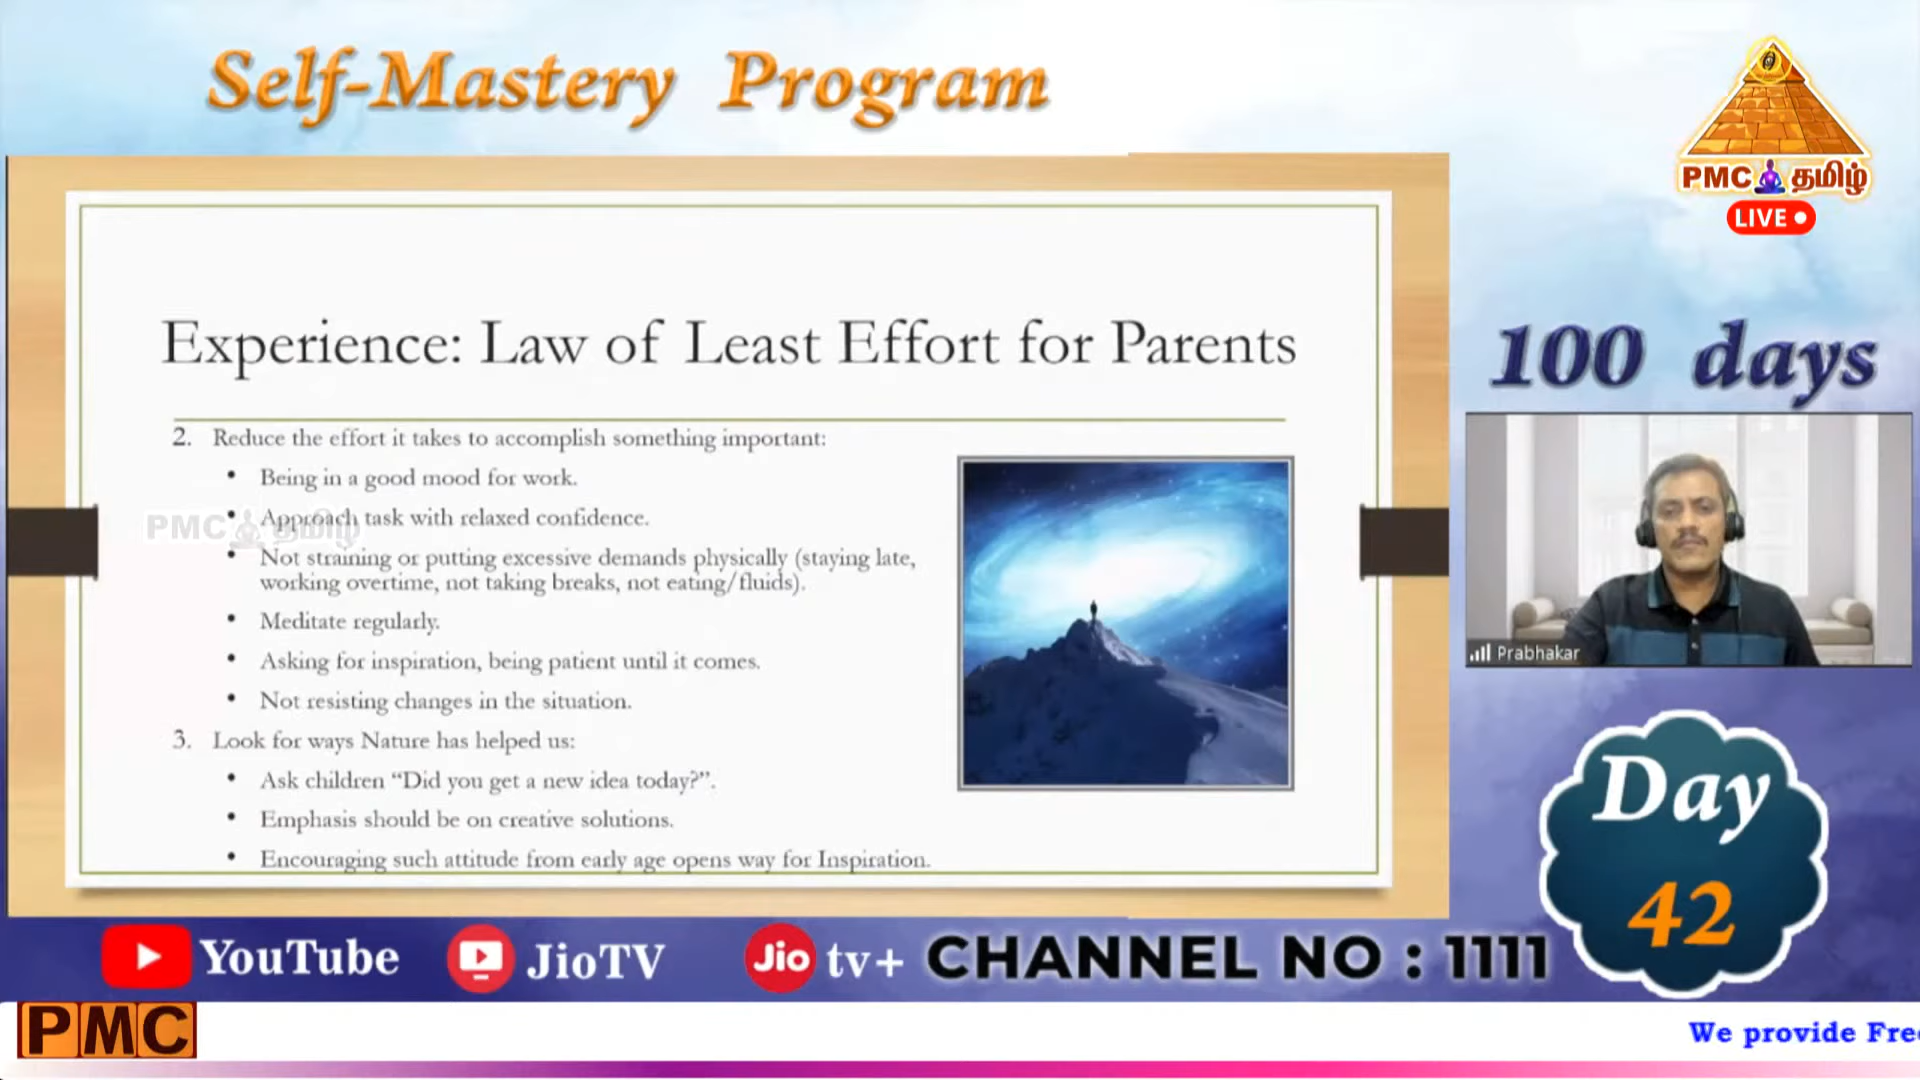 Self-Mastery Program
PMC தமிழ்
LIVE
100 days
Experience: Law of Least Effort for Parents
2. Reduce the effort it takes to accomplish something important:
• Being in a good mood for work.
• Approach task with relaxed confidence.
PMC தமிழ்
• Not straining or putting excessive demands physically (staying late,
working overtime, not taking breaks, not eating/fluids).
• Meditate regularly.
• Asking for inspiration, being patient until it comes.
• Not resisting changes in the situation.
3. Look for ways Nature has helped us:
• Ask children “Did you get a new idea today?”.
• Emphasis should be on creative solutions.
• Encouraging such attitude from early age opens way for Inspiration.
Prabhakar
Day
42
YouTube JioTV Jio tv+ CHANNEL NO : 1111
PMC
We provide Free